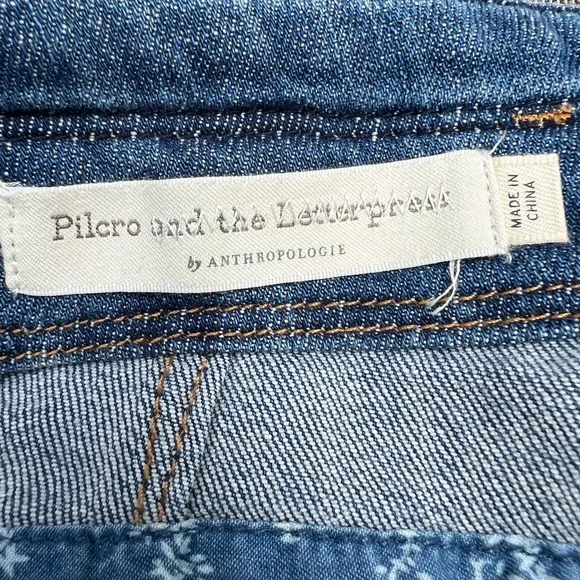 Pilcro and the Letterpress
by ANTHROPOLOGIE
MADE IN
CHINA